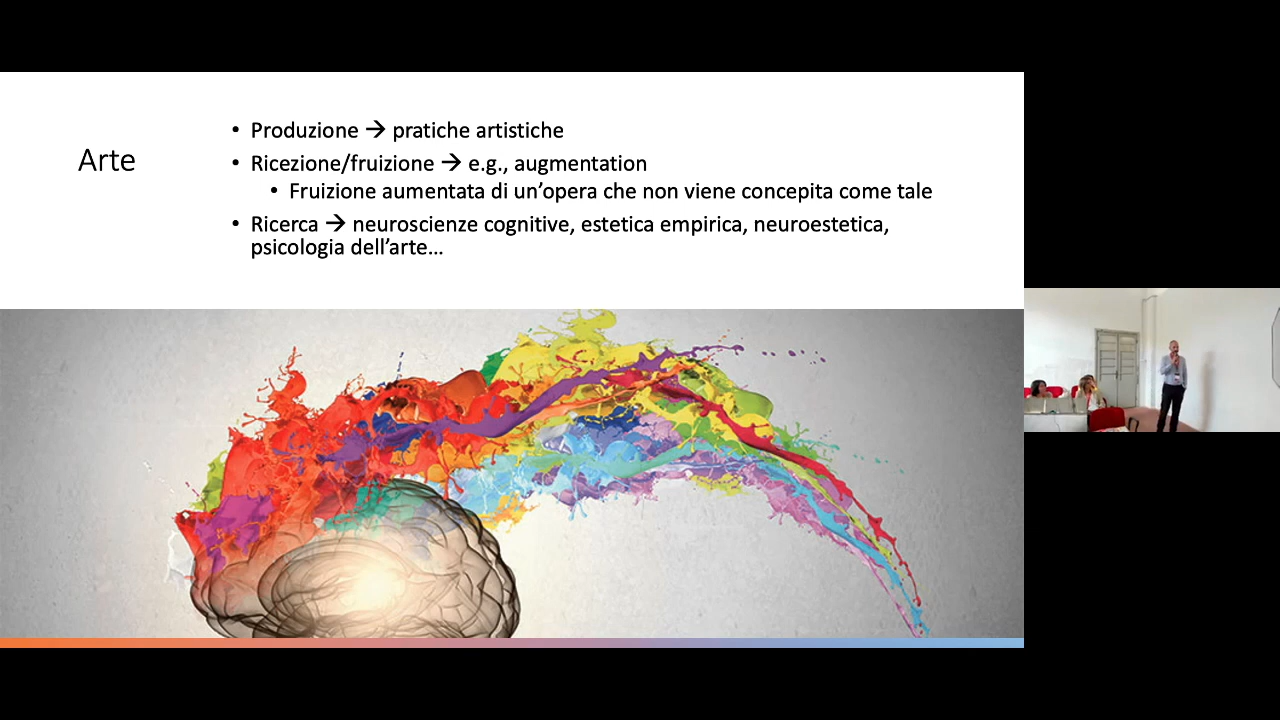 Arte
• Produzione → pratiche artistiche
• Ricezione/fruizione → e.g., augmentation
• Fruizione aumentata di un’opera che non viene concepita come tale
• Ricerca → neuroscienze cognitive, estetica empirica, neuroestetica,
psicologia dell’arte…